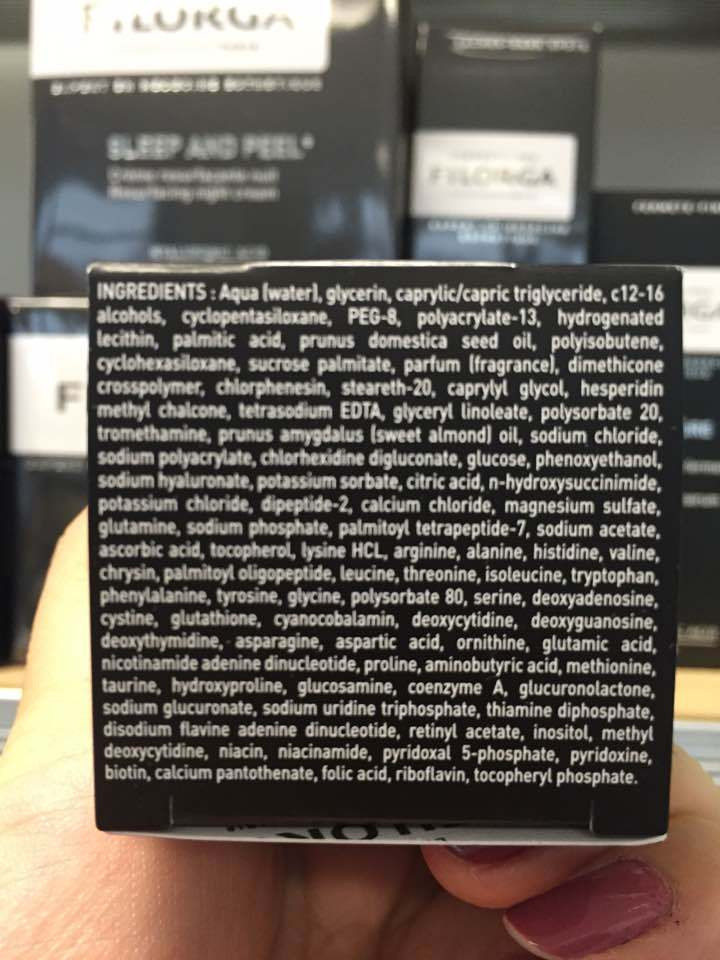 FILORGA
SLEEP AND PEEL*
Crème resurfaçante nuit
Resurfacing night cream
FILORGA
INGREDIENTS : Aqua (water), glycerin, caprylic/capric triglyceride, c12-16
alcohols, cyclopentasiloxane, PEG-8, polyacrylate-13, hydrogenated
lecithin, palmitic acid, prunus domestica seed oil, polyisobutene,
cyclohexasiloxane, sucrose palmitate, parfum (fragrance), dimethicone
crosspolymer, chlorphenesin, steareth-20, caprylyl glycol, hesperidin
methyl chalcone, tetrasodium EDTA, glyceryl linoleate, polysorbate 20,
tromethamine, prunus amygdalus (sweet almond) oil, sodium chloride,
sodium polyacrylate, chlorhexidine digluconate, glucose, phenoxyethanol,
sodium hyaluronate, potassium sorbate, citric acid, n-hydroxysuccinimide,
potassium chloride, dipeptide-2, calcium chloride, magnesium sulfate,
glutamine, sodium phosphate, palmitoyl tetrapeptide-7, sodium acetate,
ascorbic acid, tocopherol, lysine HCL, arginine, alanine, histidine, valine,
chrysin, palmitoyl oligopeptide, leucine, threonine, isoleucine, tryptophan,
phenylalanine, tyrosine, glycine, polysorbate 80, serine, deoxyadenosine,
cystine, glutathione, cyanocobalamin, deoxycytidine, deoxyguanosine,
deoxythymidine, asparagine, aspartic acid, ornithine, glutamic acid,
nicotinamide adenine dinucleotide, proline, aminobutyric acid, methionine,
taurine, hydroxyproline, glucosamine, coenzyme A, glucuronolactone,
sodium glucuronate, sodium uridine triphosphate, thiamine diphosphate,
disodium flavine adenine dinucleotide, retinyl acetate, inositol, methyl
deoxycytidine, niacin, niacinamide, pyridoxal 5-phosphate, pyridoxine,
biotin, calcium pantothenate, folic acid, riboflavin, tocopheryl phosphate.